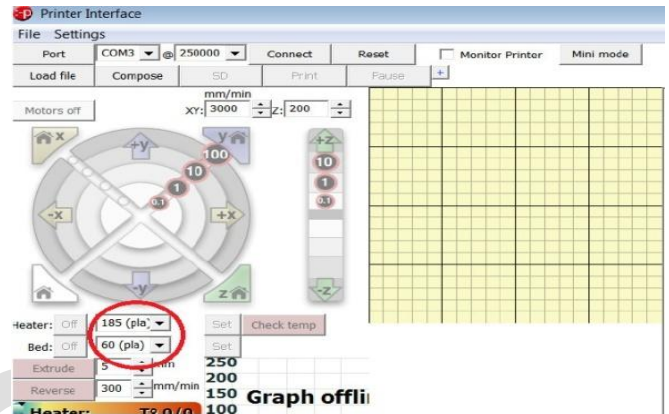 Printer Interface
File Settings
Port COM3 @ 250000 Connect Reset Monitor Printer Mini mode
Load file Compose SD Print Pause +
mm/min
Motors off XY: 3000 Z: 200
x y +y +z
100
10 10
1 1
0.1 0.1
-x +x
-y z -z
Heater: Off 185 (pla) Set Check temp
Bed: Off 60 (pla) Set
Extrude 5 mm 250
200
Reverse 300 mm/min 150 Graph offli
Heater: T° 0/0 100